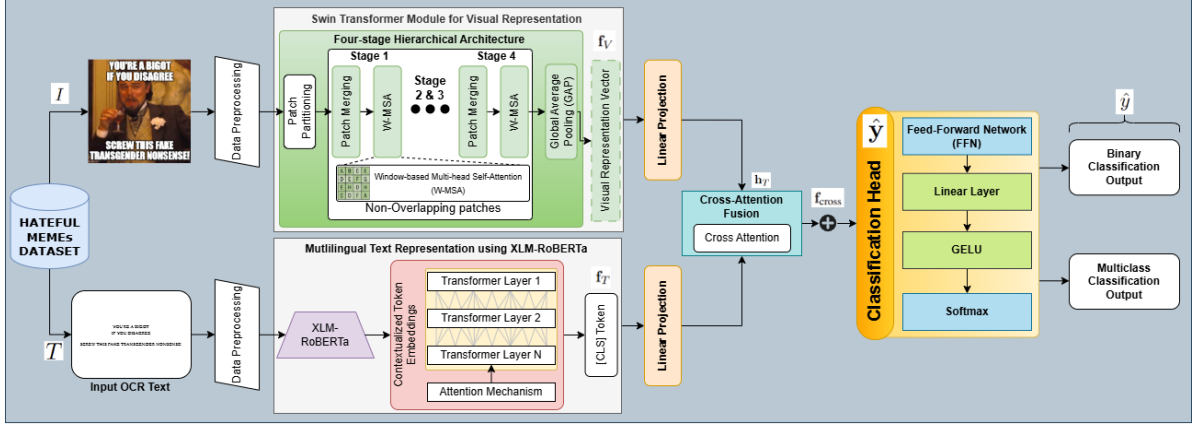 Swin Transformer Module for Visual Representation
Four-stage Hierarchical Architecture
Stage 1
Stage 4
Stage
2 & 3
Patch
Partitioning
Patch Merging
W-MSA
Patch Merging
W-MSA
Global Average
Pooling (GAP)
f_V
Visual Representation Vector
A B C E
D E F G
Window-based Multi-head Self-Attention
(W-MSA)
Non-Overlapping patches
I
YOU'RE A BIGOT
IF YOU DISAGREE
SCREW THIS FAKE
TRANSGENDER NONSENSE!
Data Preprocessing
HATEFUL
MEMEs
DATASET
T
YOU'RE A BIGOT
IF YOU DISAGREE
SCREW THIS FAKE TRANSGENDER NONSENSE
Input OCR Text
Data Preprocessing
Mutlilingual Text Representation using XLM-RoBERTa
XLM-
RoBERTa
Contextualized Token
Embeddings
Transformer Layer 1
Transformer Layer 2
Transformer Layer N
Attention Mechanism
f_T
[CLS] Token
Linear Projection
Linear Projection
h_T
Cross-Attention
Fusion
Cross Attention
f_cross
Classification Head
ŷ
Feed-Forward Network
(FFN)
Linear Layer
GELU
Softmax
ŷ
Binary
Classification
Output
Multiclass
Classification
Output